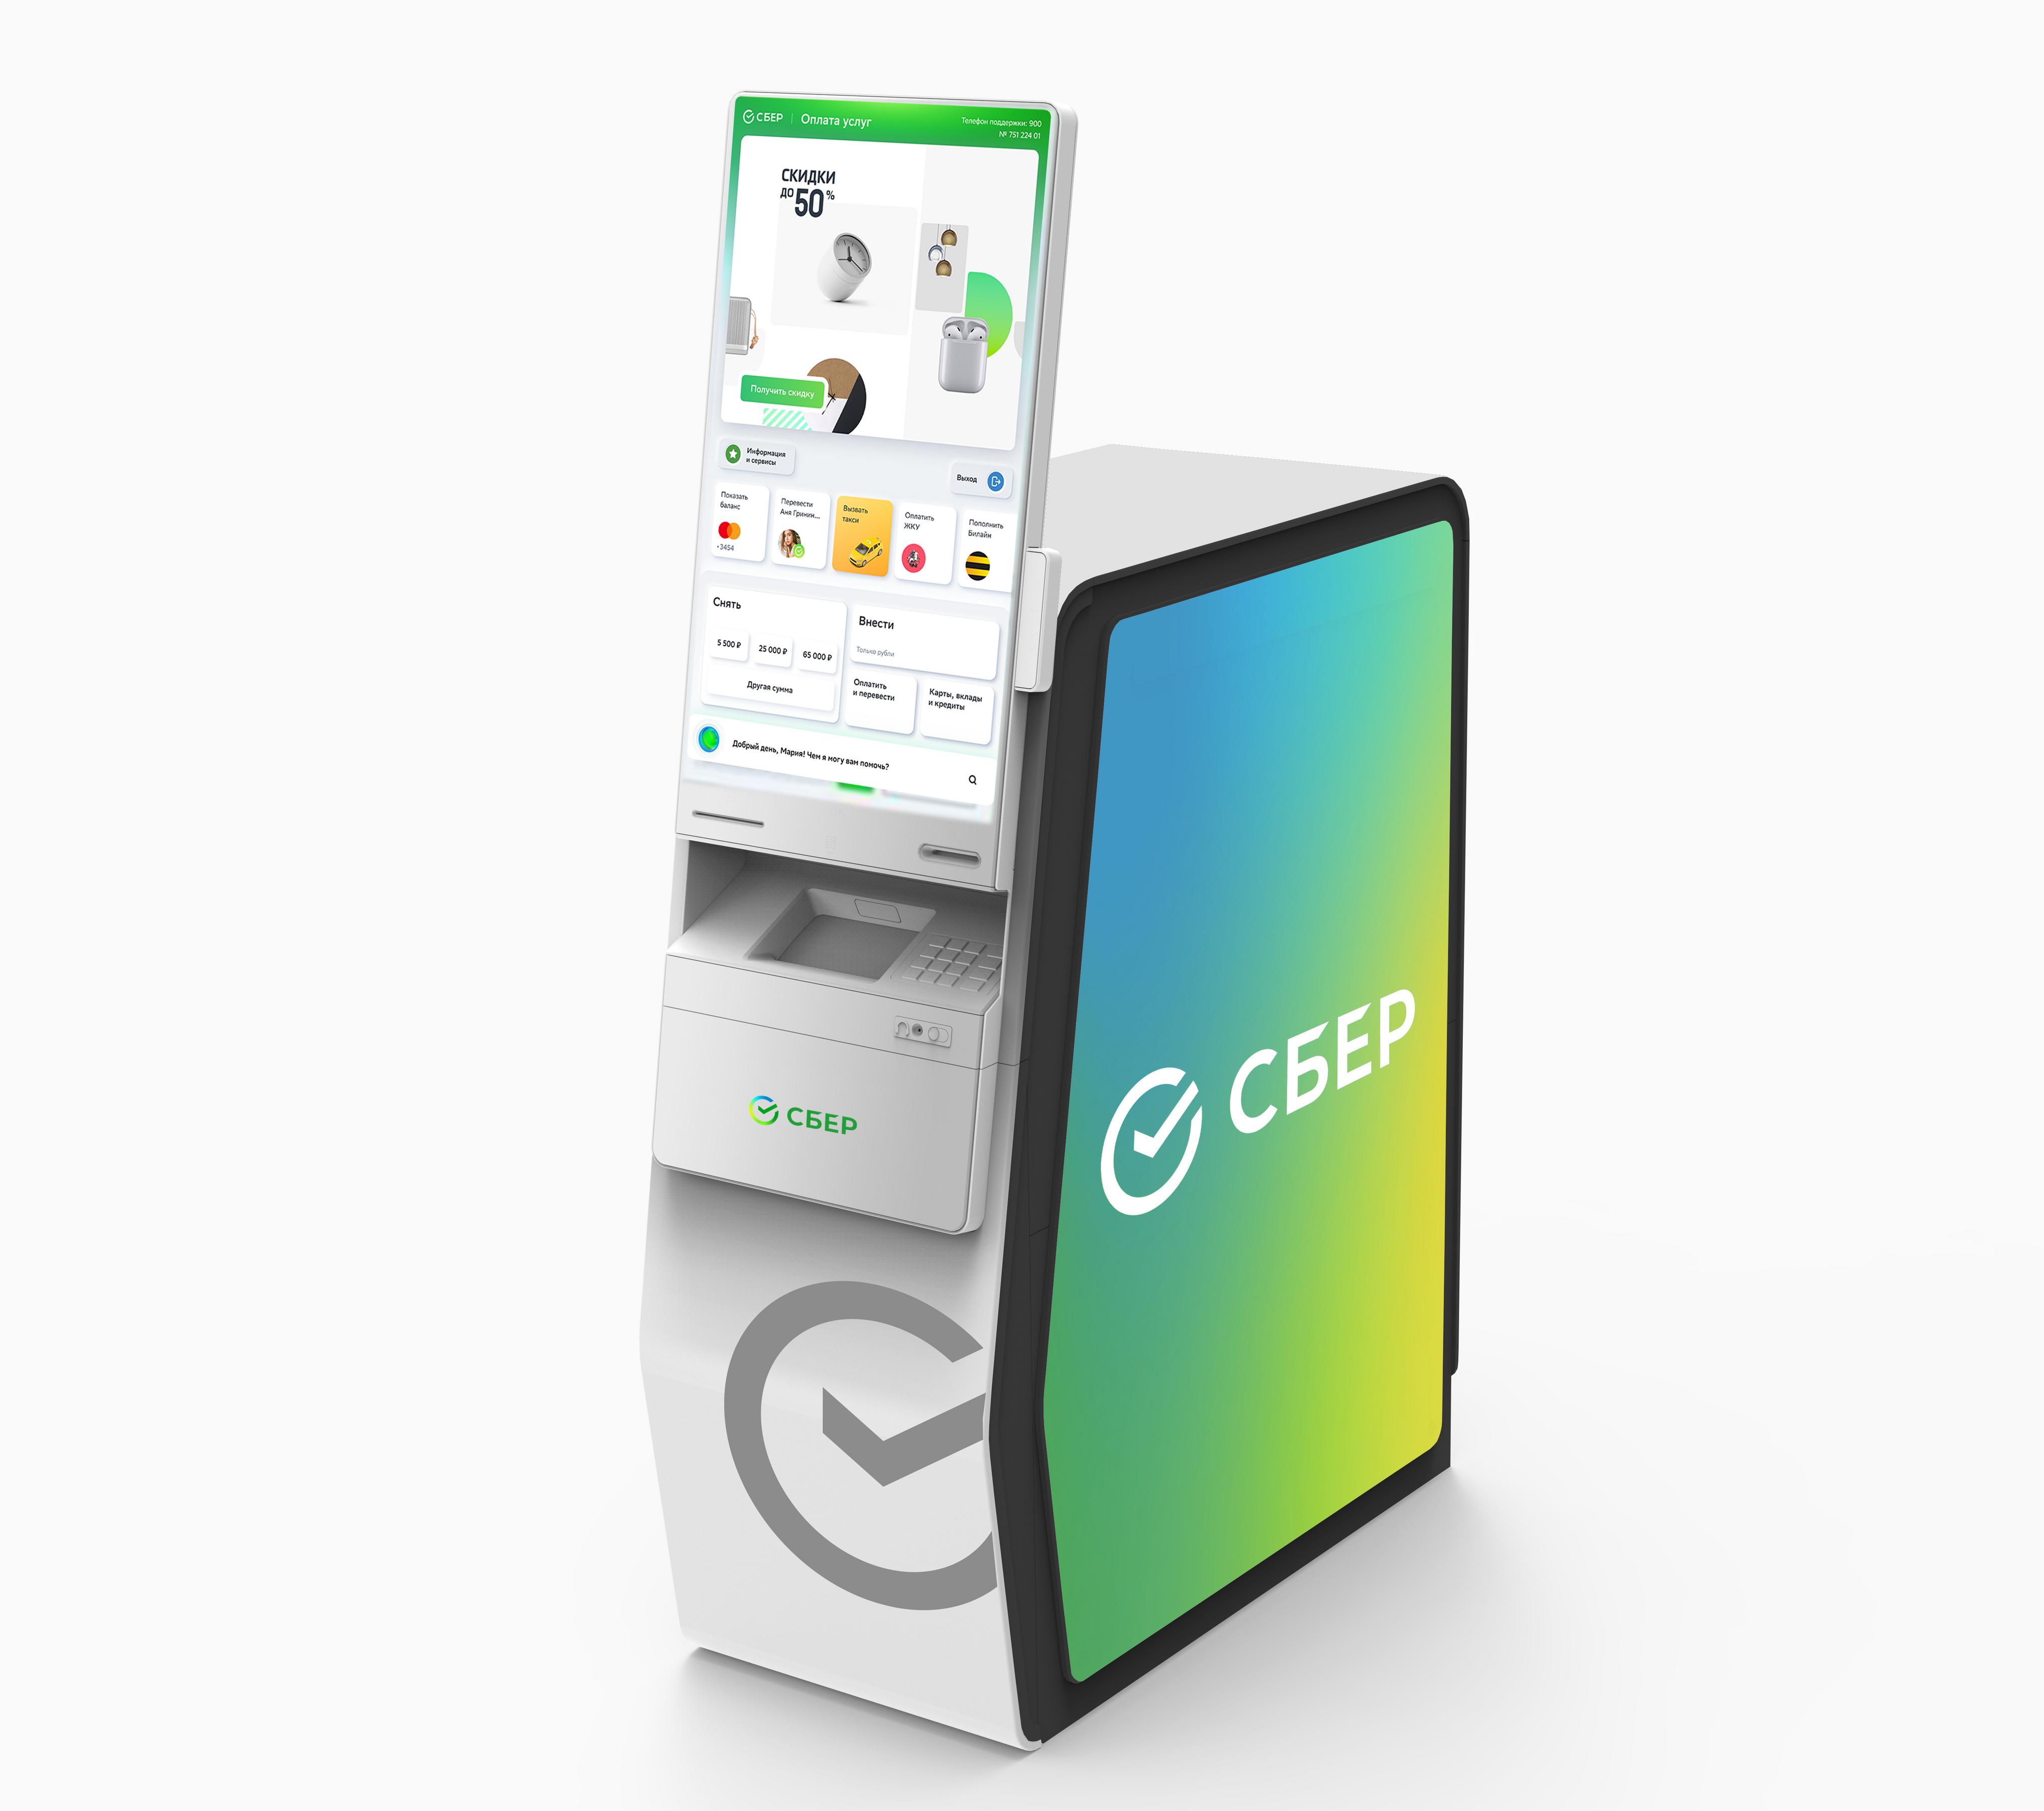 СБЕР
Оплата услуг
Телефон поддержки: 900
№ 751 224 01
СКИДКИ
ДО 50 %
Получить скидку
Информация
и сервисы
Выход
Показать
баланс
•3454
Перевести
Аня Гринин...
Вызвать
такси
Оплатить
ЖКУ
Пополнить
Билайн
Снять
5 500 ₽
25 000 ₽
65 000 ₽
Другая сумма
Внести
Только рубли
Оплатить
и перевести
Карты, вклады
и кредиты
Добрый день, Мария! Чем я могу вам помочь?
СБЕР
СБЕР